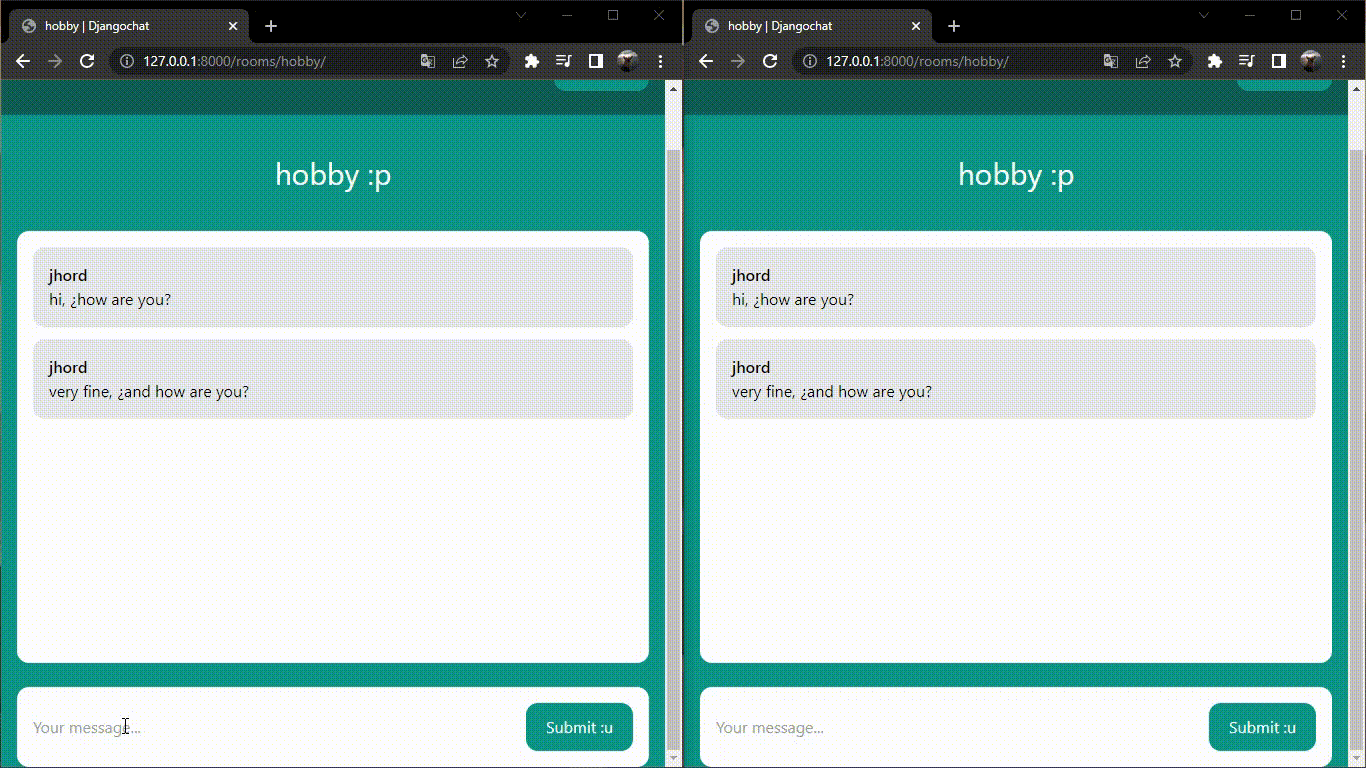 hobby | Djangochat
127.0.0.1:8000/rooms/hobby/
hobby :p
jhord
hi, ¿how are you?
jhord
very fine, ¿and how are you?
Your message...
Submit :u
hobby | Djangochat
127.0.0.1:8000/rooms/hobby/
hobby :p
jhord
hi, ¿how are you?
jhord
very fine, ¿and how are you?
Your message...
Submit :u